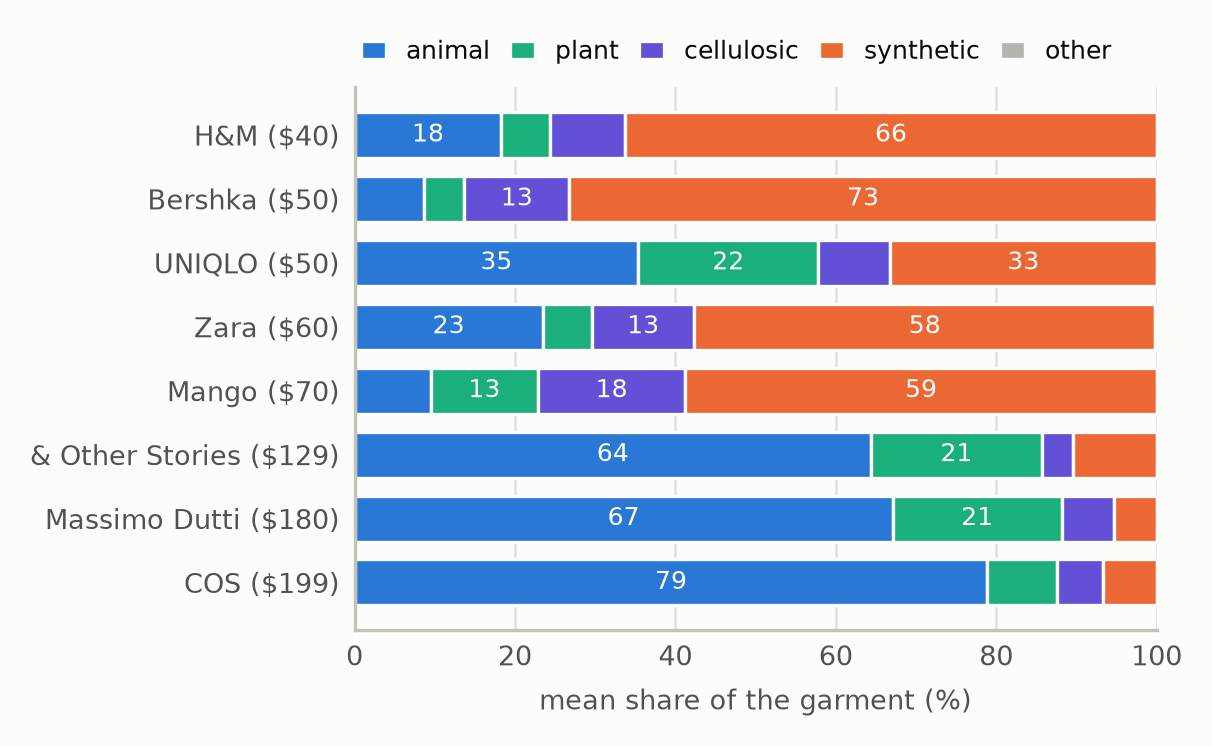 animal plant cellulosic synthetic other
H&M ($40) 18 66
Bershka ($50) 13 73
UNIQLO ($50) 35 22 33
Zara ($60) 23 13 58
Mango ($70) 13 18 59
& Other Stories ($129) 64 21
Massimo Dutti ($180) 67 21
COS ($199) 79
0 20 40 60 80 100
mean share of the garment (%)